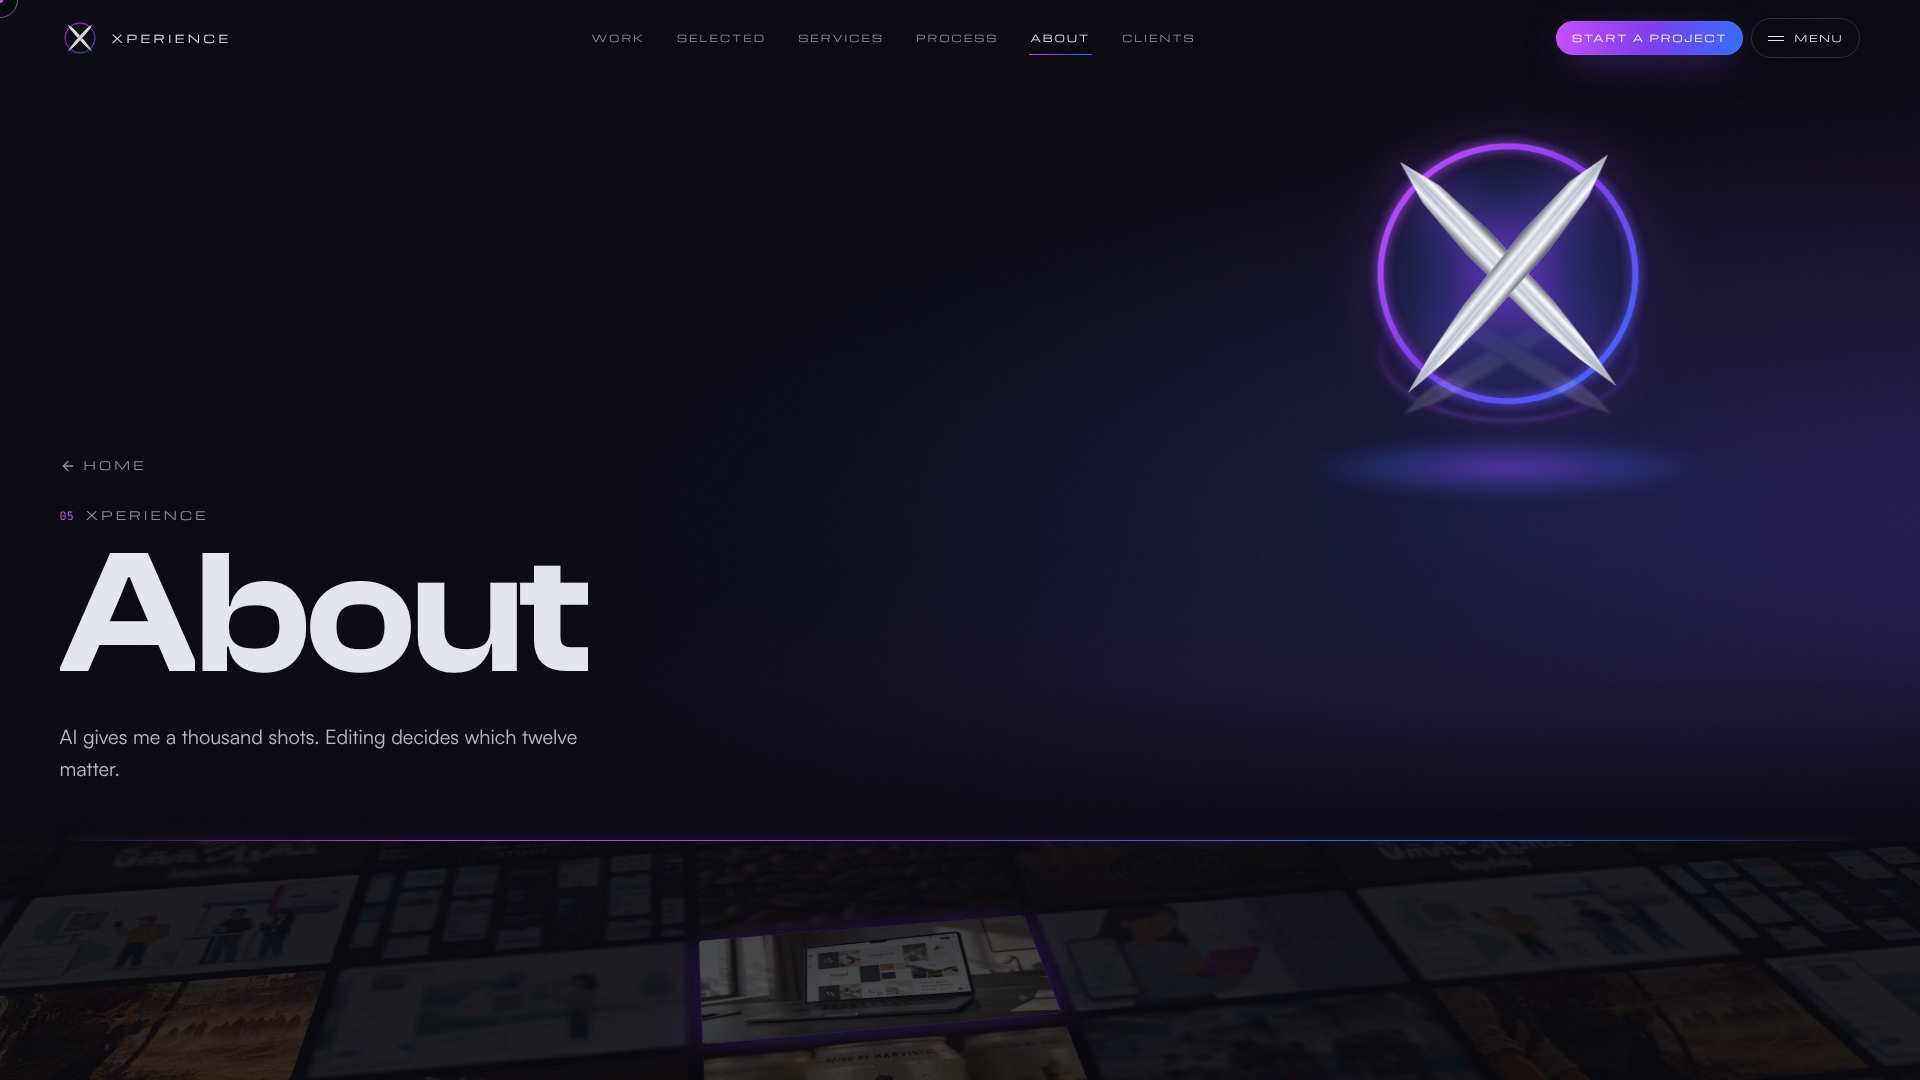 XPERIENCE
WORK
SELECTED
SERVICES
PROCESS
ABOUT
CLIENTS
START A PROJECT
MENU
HOME
05 XPERIENCE
About
AI gives me a thousand shots. Editing decides which twelve
matter.